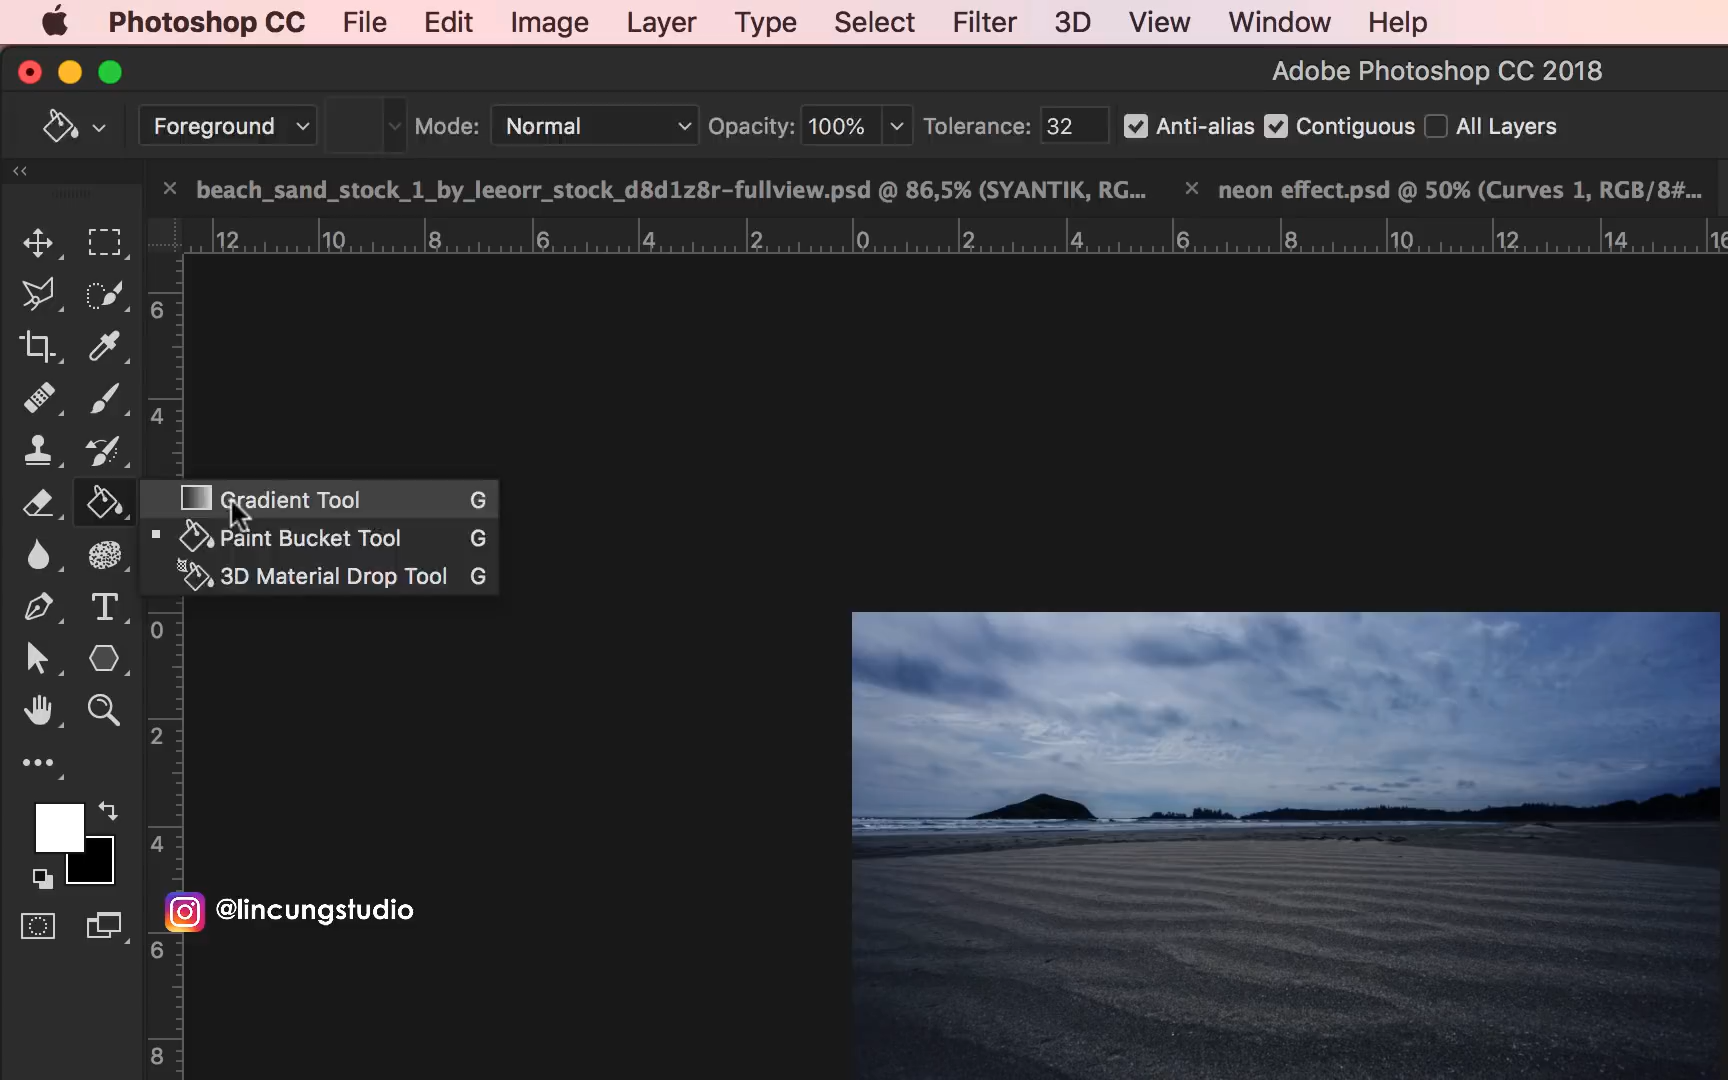 Photoshop CC File Edit Image Layer Type Select Filter 3D View Window Help
Adobe Photoshop CC 2018
Foreground Mode: Normal Opacity: 100% Tolerance: 32 Anti-alias Contiguous All Layers
beach_sand_stock_1_by_leeorr_stock_d8d1z8r-fullview.psd @ 86,5% (SYANTIK, RG... neon effect.psd @ 50% (Curves 1, RGB/8#...
12 10 8 6 4 2 0 2 4 6 8 10 12 14 16
6
4
Gradient Tool G
Paint Bucket Tool G
3D Material Drop Tool G
0
2
4
@lincungstudio
6
8